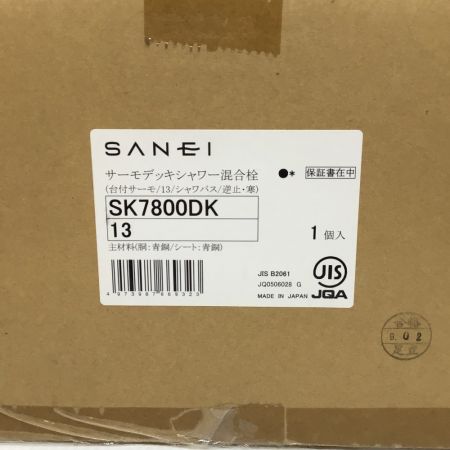 SANEI
サーモデッキシャワー混合栓
●* 保証書在中
(台付サーモ/13/シャワバス/逆止・寒)
SK7800DK
13
1個入
主材料(胴:青銅/シート:青銅)
JIS B2061
JQ0506028 G
MADE IN JAPAN
JIS
JQA
4973987